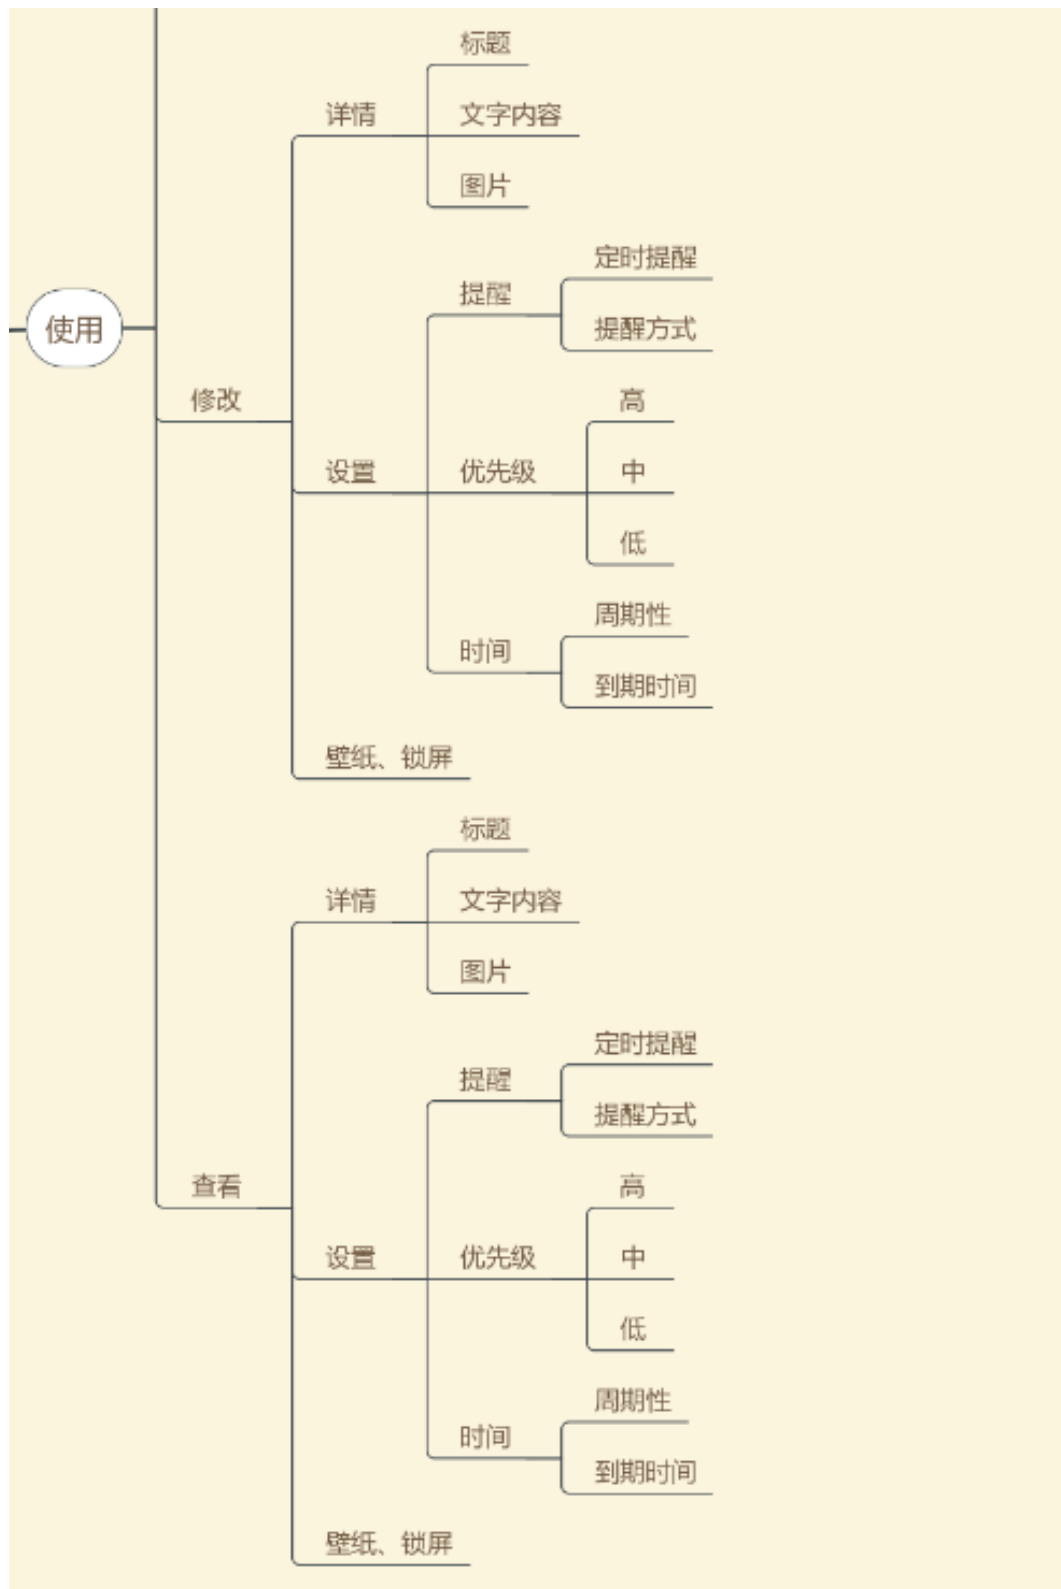 标题
详情
文字内容
图片
定时提醒
提醒
提醒方式
使用
修改
高
设置
优先级
中
低
周期性
时间
到期时间
壁纸、锁屏
标题
详情
文字内容
图片
定时提醒
提醒
提醒方式
查看
高
设置
优先级
中
低
周期性
时间
到期时间
壁纸、锁屏